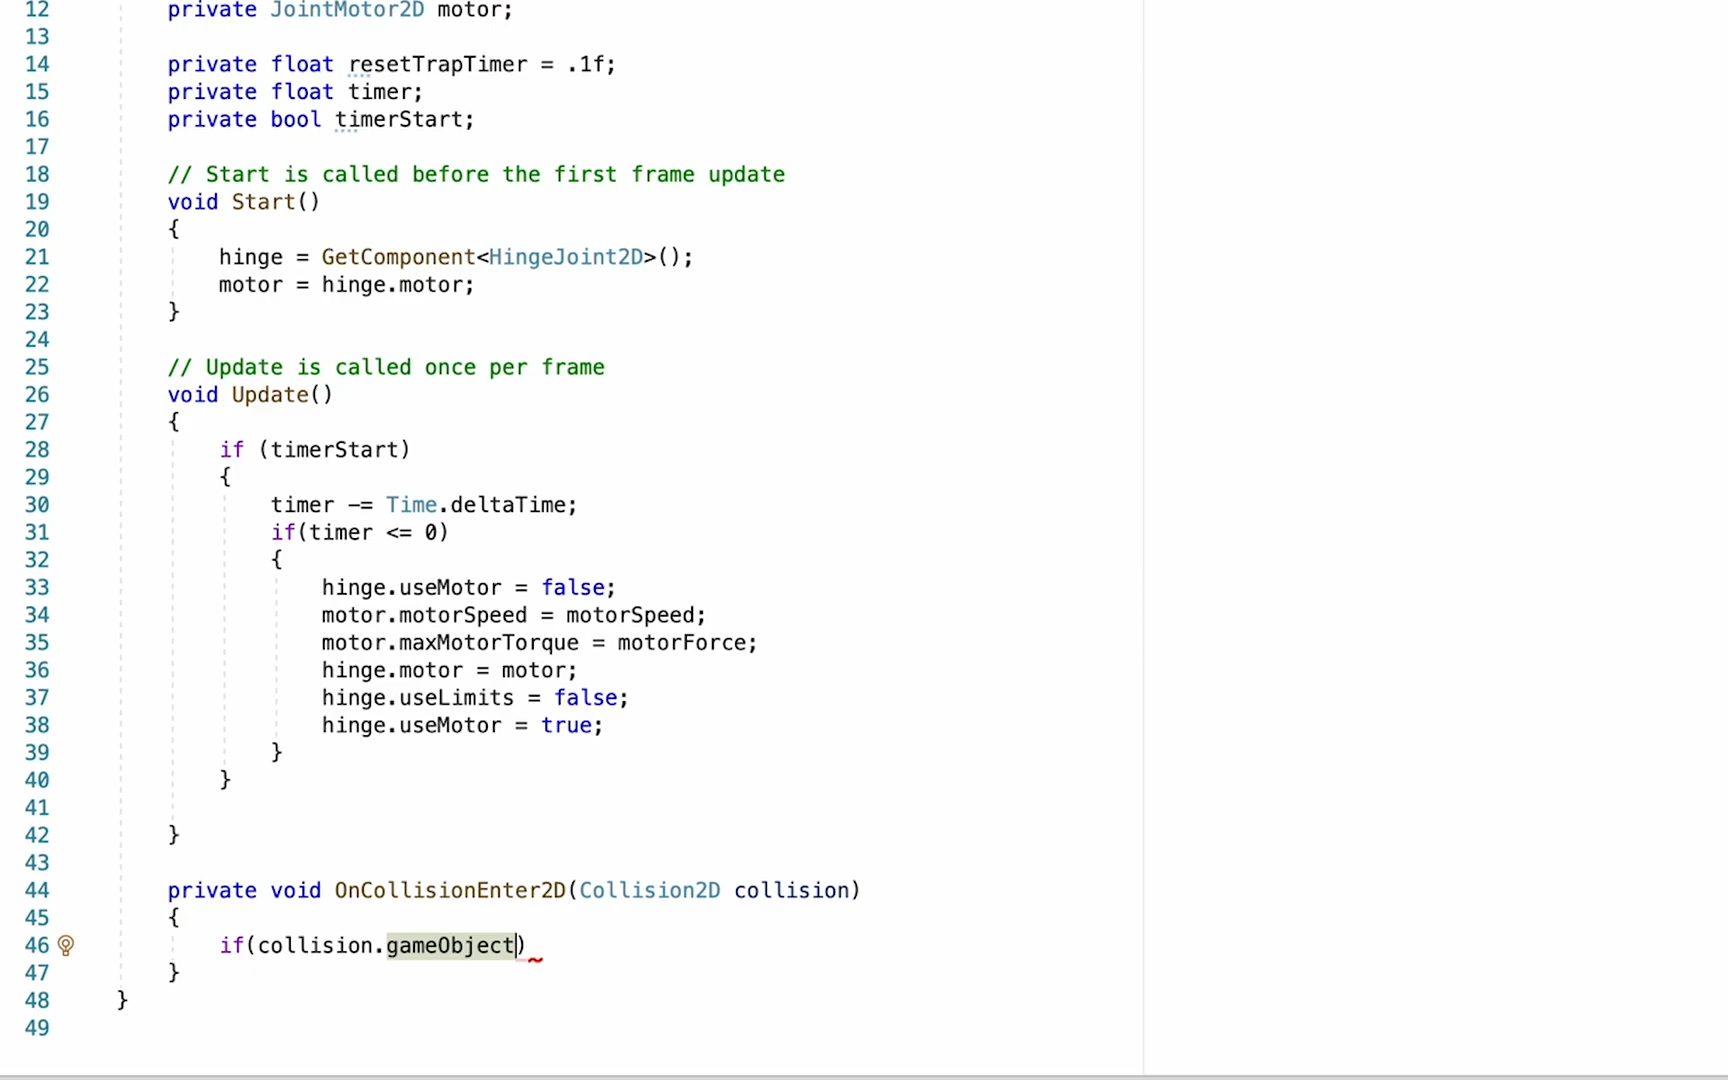 12 private JointMotor2D motor;
13
14 private float resetTrapTimer = .1f;
15 private float timer;
16 private bool timerStart;
17
18 // Start is called before the first frame update
19 void Start()
20 {
21 hinge = GetComponent<HingeJoint2D>();
22 motor = hinge.motor;
23 }
24
25 // Update is called once per frame
26 void Update()
27 {
28 if (timerStart)
29 {
30 timer -= Time.deltaTime;
31 if(timer <= 0)
32 {
33 hinge.useMotor = false;
34 motor.motorSpeed = motorSpeed;
35 motor.maxMotorTorque = motorForce;
36 hinge.motor = motor;
37 hinge.useLimits = false;
38 hinge.useMotor = true;
39 }
40 }
41
42 }
43
44 private void OnCollisionEnter2D(Collision2D collision)
45 {
46 if(collision.gameObject)
47 }
48 }
49